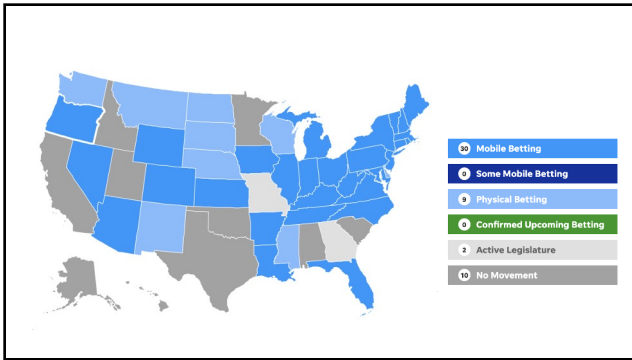 30 Mobile Betting
0 Some Mobile Betting
9 Physical Betting
0 Confirmed Upcoming Betting
2 Active Legislature
10 No Movement